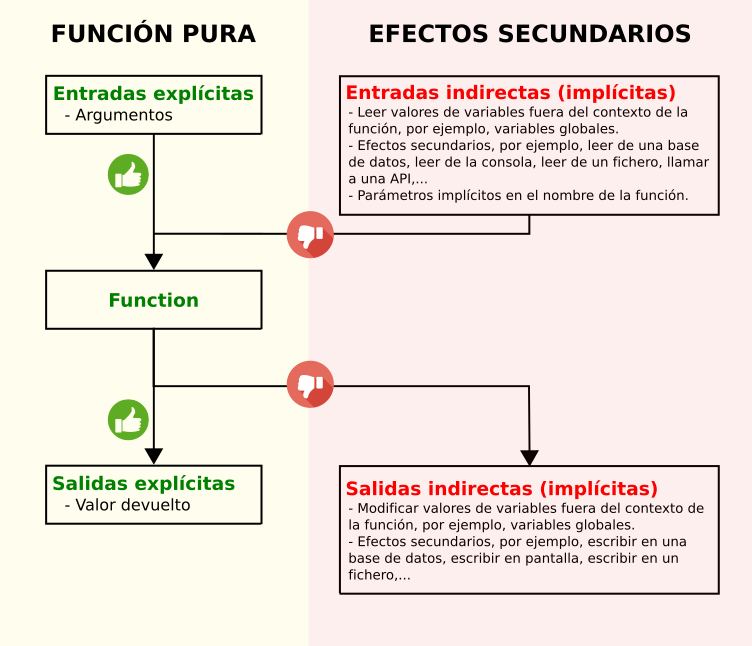 FUNCIÓN PURA
EFECTOS SECUNDARIOS
Entradas explícitas
- Argumentos
Entradas indirectas (implícitas)
- Leer valores de variables fuera del contexto de la
función, por ejemplo, variables globales.
- Efectos secundarios, por ejemplo, leer de una base
de datos, leer de la consola, leer de un fichero, llamar
a una API,...
- Parámetros implícitos en el nombre de la función.
Function
Salidas explícitas
- Valor devuelto
Salidas indirectas (implícitas)
- Modificar valores de variables fuera del contexto de
la función, por ejemplo, variables globales.
- Efectos secundarios, por ejemplo, escribir en una
base de datos, escribir en pantalla, escribir en un
fichero,...